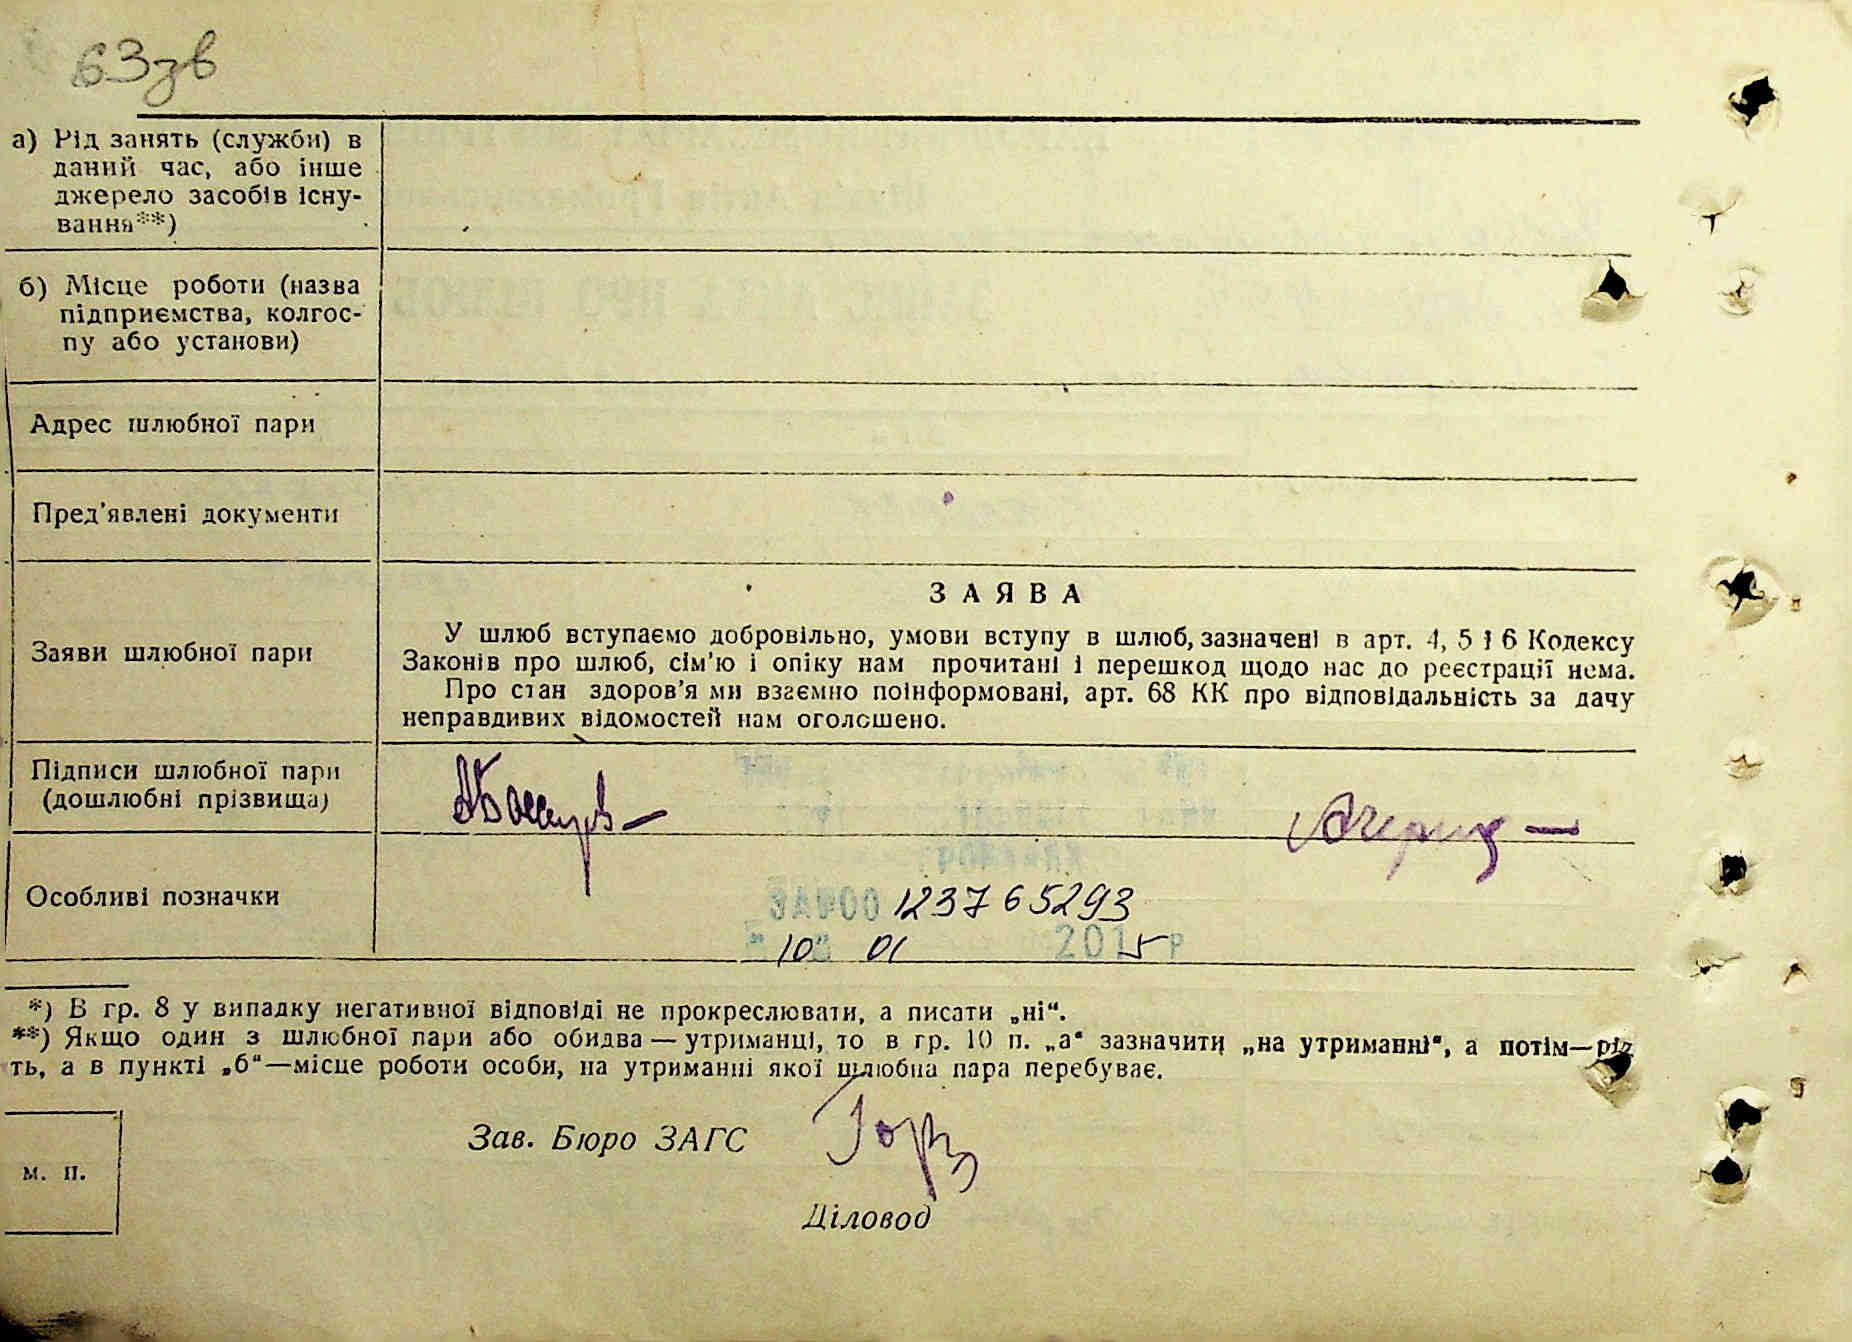 63зв
а) Рід занять (служби) в
даний час, або інше
джерело засобів існу-
вання**)
б) Місце роботи (назва
підприємства, колгос-
пу або установи)
Адрес шлюбної пари
Пред'явлені документи
Заяви шлюбної пари
ЗАЯВА
У шлюб вступаємо добровільно, умови вступу в шлюб, зазначені в арт. 4, 5 і 6 Кодексу
Законів про шлюб, сім'ю і опіку нам прочитані і перешкод щодо нас до реєстрації нема.
Про стан здоров'я ми взаємно поінформовані, арт. 68 КК про відповідальність за дачу
неправдивих відомостей нам оголошено.
Підписи шлюбної пари
(дошлюбні прізвища)
Особливі позначки
00123765293
"10" 01 2015 р
*) В гр. 8 у випадку негативної відповіді не прокреслювати, а писати „ні“.
**) Якщо один з шлюбної пари або обидва — утриманці, то в гр. 10 п. „а“ зазначити „на утриманні“, а потім—рід
ть, а в пункті „б“—місце роботи особи, на утриманні якої шлюбна пара перебуває.
Зав. Бюро ЗАГС
м. п.
Діловод